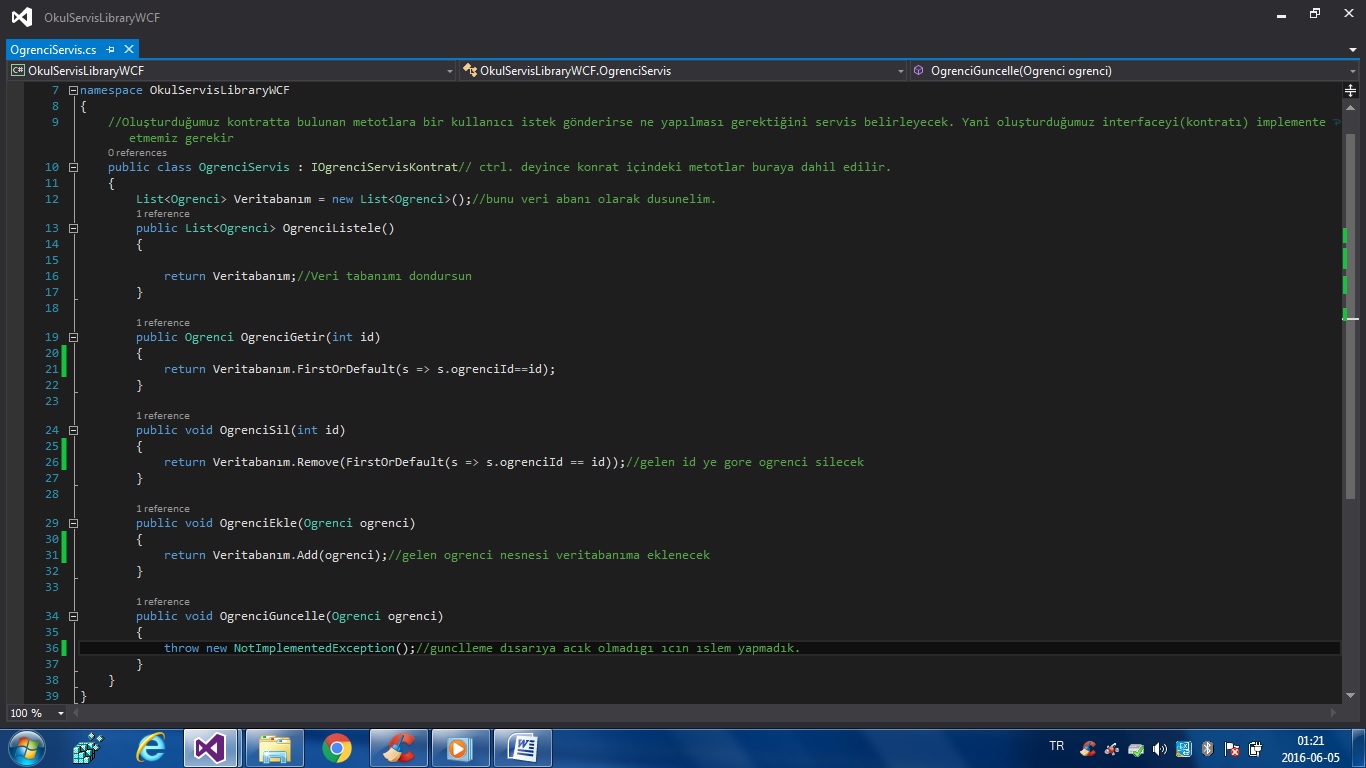 OkulServisLibraryWCF
OgrenciServis.cs
C# OkulServisLibraryWCF
OkulServisLibraryWCF.OgrenciServis
OgrenciGuncelle(Ogrenci ogrenci)
7 namespace OkulServisLibraryWCF
8 {
9 //Oluşturduğumuz kontratta bulunan metotlara bir kullanıcı istek gönderirse ne yapılması gerektiğini servis belirleyecek. Yani oluşturduğumuz interfaceyi(kontratı) implemente
etmemiz gerekir
0 references
10 public class OgrenciServis : IOgrenciServisKontrat// ctrl. deyince konrat içindeki metotlar buraya dahil edilir.
11 {
12 List<Ogrenci> Veritabanım = new List<Ogrenci>();//bunu veri abanı olarak dusunelim.
1 reference
13 public List<Ogrenci> OgrenciListele()
14 {
15
16 return Veritabanım;//Veri tabanımı dondursun
17 }
18
1 reference
19 public Ogrenci OgrenciGetir(int id)
20 {
21 return Veritabanım.FirstOrDefault(s => s.ogrenciId==id);
22 }
23
1 reference
24 public void OgrenciSil(int id)
25 {
26 return Veritabanım.Remove(FirstOrDefault(s => s.ogrenciId == id));//gelen id ye gore ogrenci silecek
27 }
28
1 reference
29 public void OgrenciEkle(Ogrenci ogrenci)
30 {
31 return Veritabanım.Add(ogrenci);//gelen ogrenci nesnesi veritabanıma eklenecek
32 }
33
1 reference
34 public void OgrenciGuncelle(Ogrenci ogrenci)
35 {
36 throw new NotImplementedException();//gunclleme dısarıya acık olmadıgı ıcın ıslem yapmadık.
37 }
38 }
39 }
100 %
TR
01:21
2016-06-05